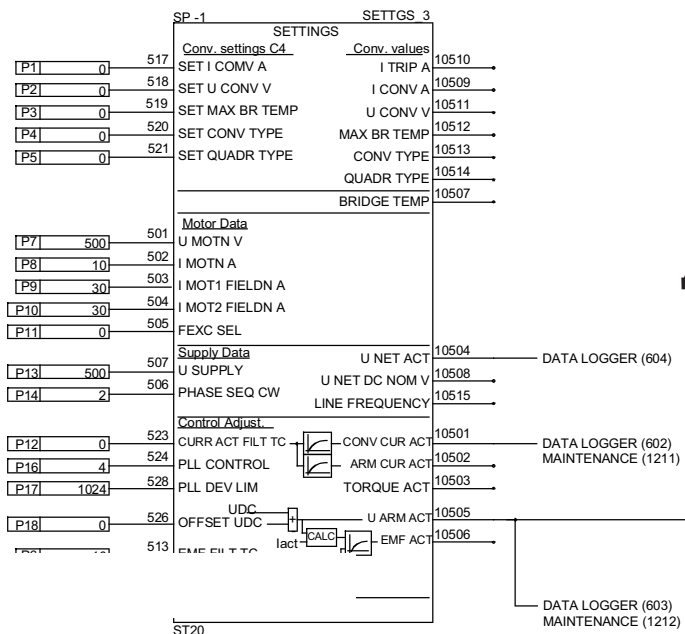 SP -1 SETTGS_3
SETTINGS
Conv. settings C4 Conv. values
P1 0 517 SET I COMV A I TRIP A 10510
P2 0 518 SET U CONV V I CONV A 10509
P3 0 519 SET MAX BR TEMP U CONV V 10511
P4 0 520 SET CONV TYPE MAX BR TEMP 10512
P5 0 521 SET QUADR TYPE CONV TYPE 10513
QUADR TYPE 10514
BRIDGE TEMP 10507
Motor Data
P7 500 501 U MOTN V
P8 10 502 I MOTN A
P9 30 503 I MOT1 FIELDN A
P10 30 504 I MOT2 FIELDN A
P11 0 505 FEXC SEL
Supply Data
U NET ACT 10504 DATA LOGGER (604)
P13 500 507 U SUPPLY
U NET DC NOM V 10508
P14 2 506 PHASE SEQ CW
LINE FREQUENCY 10515
Control Adjust.
P12 0 523 CURR ACT FILT TC CONV CUR ACT 10501 DATA LOGGER (602)
MAINTENANCE (1211)
P16 4 524 PLL CONTROL ARM CUR ACT 10502
P17 1024 528 PLL DEV LIM TORQUE ACT 10503
UDC
P18 0 526 OFFSET UDC + U ARM ACT 10505
Iact CALC EMF ACT 10506
513
DATA LOGGER (603)
MAINTENANCE (1212)
ST20